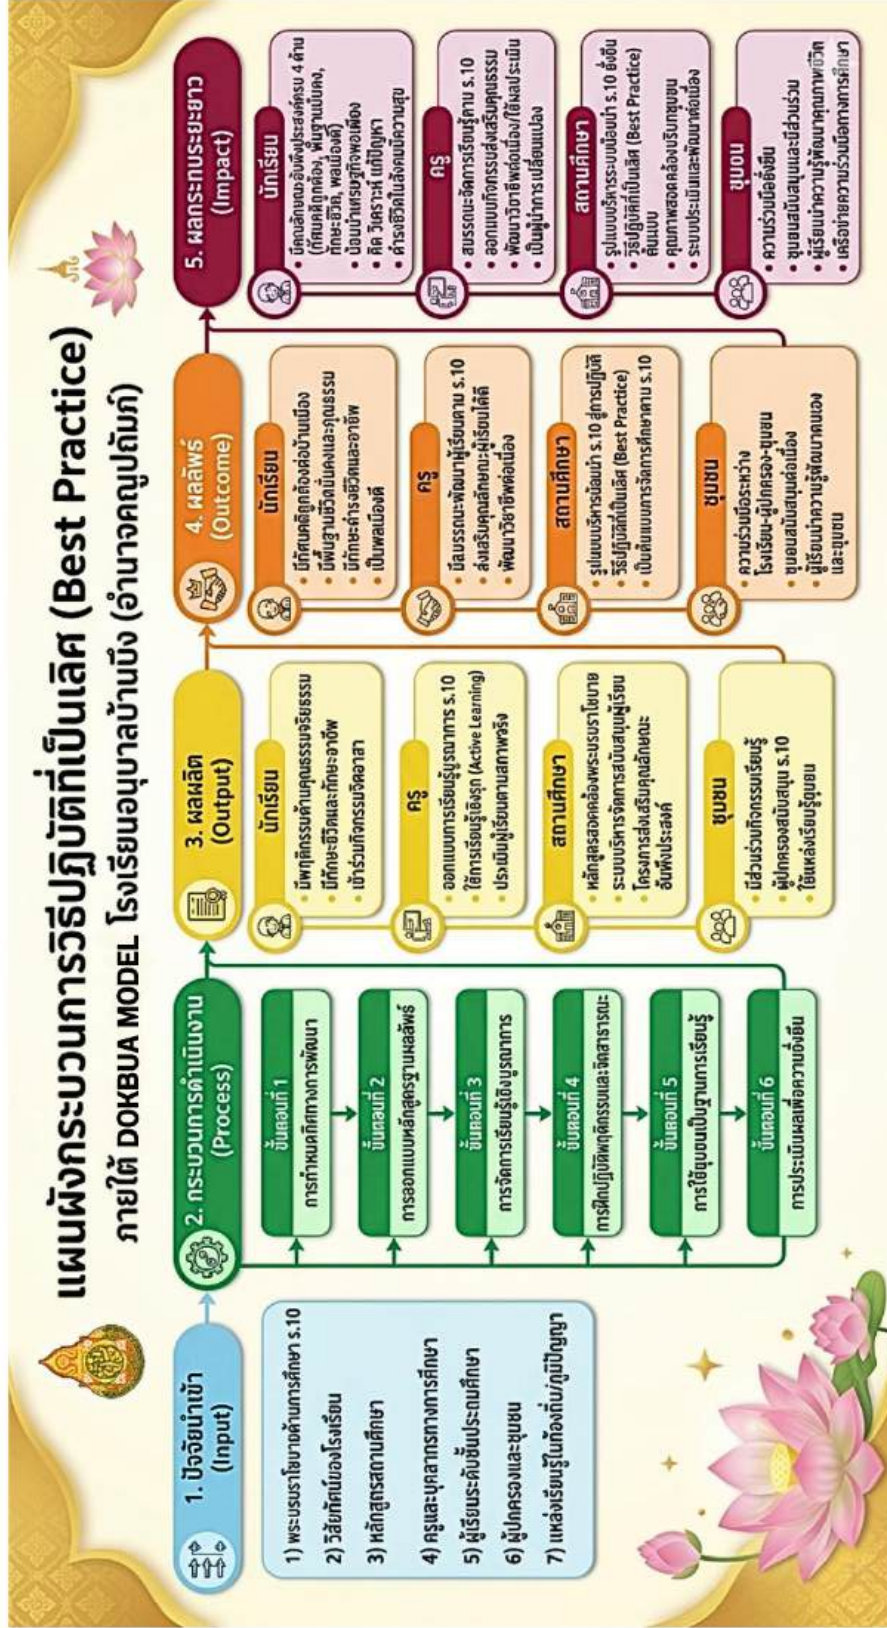 แผนผังกระบวนการวิธีปฏิบัติที่เป็นเลิศ (Best Practice)
ภายใต้ DOKBUA MODEL โรงเรียนอนุบาลบ้านบึง (อำนาจคณูปถัมภ์)
1. ปัจจัยนำเข้า
(Input)
1) พระบรมราโชบายด้านการศึกษา ร.10
2) วิสัยทัศน์ของโรงเรียน
3) หลักสูตรสถานศึกษา
4) ครูและบุคลากรทางการศึกษา
5) ผู้เรียนระดับชั้นประถมศึกษา
6) ผู้ปกครองและชุมชน
7) แหล่งเรียนรู้ในท้องถิ่น/ภูมิปัญญา
2. กระบวนการดำเนินงาน
(Process)
ขั้นตอนที่ 1
การกำหนดทิศทางการพัฒนา
ขั้นตอนที่ 2
การออกแบบหลักสูตรฐานผลลัพธ์
ขั้นตอนที่ 3
การจัดการเรียนรู้เชิงบูรณาการ
ขั้นตอนที่ 4
การฝึกปฏิบัติพฤติกรรมและจิตสาธารณะ
ขั้นตอนที่ 5
การใช้ชุมชนเป็นฐานการเรียนรู้
ขั้นตอนที่ 6
การประเมินผลเพื่อความยั่งยืน
3. ผลผลิต
(Output)
นักเรียน
• มีพฤติกรรมด้านคุณธรรมจริยธรรม
• มีทักษะชีวิตและทักษะอาชีพ
• เข้าร่วมกิจกรรมจิตอาสา
ครู
• ออกแบบการเรียนรู้บูรณาการ ร.10
• ใช้การเรียนรู้เชิงรุก (Active Learning)
• ประเมินผู้เรียนตามสภาพจริง
สถานศึกษา
• หลักสูตรสอดคล้องพระบรมราโชบาย
• ระบบบริหารจัดการสนับสนุนผู้เรียน
• โครงการส่งเสริมคุณลักษณะ
อันพึงประสงค์
ชุมชน
• มีส่วนร่วมกิจกรรมเรียนรู้
• ผู้ปกครองสนับสนุน ร.10
• ใช้แหล่งเรียนรู้ชุมชน
4. ผลลัพธ์
(Outcome)
นักเรียน
• มีทัศนคติถูกต้องต่อบ้านเมือง
• มีพื้นฐานชีวิตมั่นคงและคุณธรรม
• มีทักษะดำรงชีวิตและอาชีพ
• เป็นพลเมืองดี
ครู
• มีสมรรถนะพัฒนาผู้เรียนตาม ร.10
• ส่งเสริมคุณลักษณะผู้เรียนได้ดี
• พัฒนาวิชาชีพต่อเนื่อง
สถานศึกษา
• รูปแบบบริหารน้อมนำ ร.10 สู่การปฏิบัติ
• วิธีปฏิบัติที่เป็นเลิศ (Best Practice)
• เป็นต้นแบบการจัดการศึกษาตาม ร.10
ชุมชน
• ความร่วมมือระหว่าง
โรงเรียน-ผู้ปกครอง-ชุมชน
• ชุมชนสนับสนุนต่อเนื่อง
• ผู้เรียนนำความรู้พัฒนาตนเอง
และชุมชน
5. ผลกระทบระยะยาว
(Impact)
นักเรียน
• มีคุณลักษณะอันพึงประสงค์ครบ 4 ด้าน
(ทัศนคติถูกต้อง, พื้นฐานมั่นคง,
ทักษะชีวิต, พลเมืองดี)
• น้อมนำเศรษฐกิจพอเพียง
• คิด วิเคราะห์ แก้ปัญหา
• ดำรงชีวิตในสังคมมีความสุข
ครู
• สมรรถนะจัดการเรียนรู้ตาม ร.10
• ออกแบบกิจกรรมส่งเสริมคุณธรรม
• พัฒนาวิชาชีพต่อเนื่อง/ใช้ผลประเมิน
• เป็นผู้นำการเปลี่ยนแปลง
สถานศึกษา
• รูปแบบบริหารระบบน้อมนำ ร.10 ยั่งยืน
• วิธีปฏิบัติที่เป็นเลิศ (Best Practice)
ต้นแบบ
• คุณภาพสอดคล้องบริบทชุมชน
• ระบบประเมินและพัฒนาต่อเนื่อง
ชุมชน
• ความร่วมมือยั่งยืน
• ชุมชนสนับสนุนและมีส่วนร่วม
• ผู้เรียนนำความรู้พัฒนาคุณภาพชีวิต
• เครือข่ายความร่วมมือทางการศึกษา